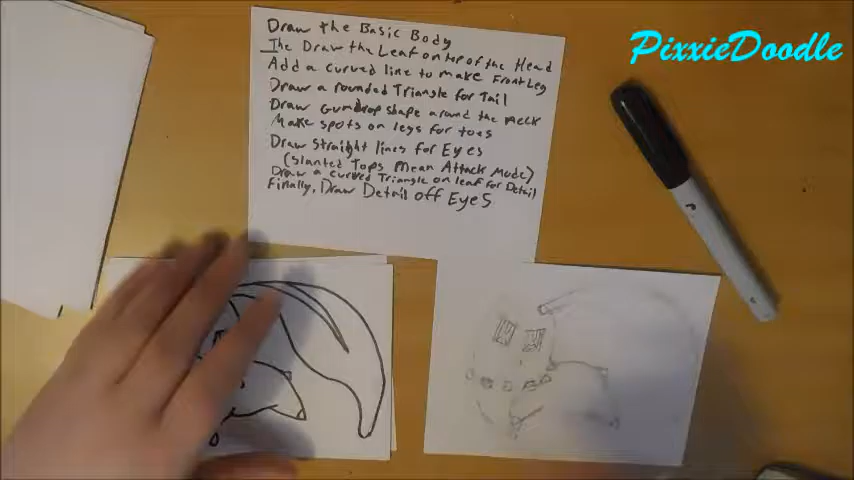 PixxieDoodle
Draw the Basic Body
The Draw the Leaf on top of the Head
Add a curved line to make Front Leg
Draw a rounded Triangle for Tail
Draw Gumdrop shape around the Neck
Make spots on legs for toes
Draw Straight lines for Eyes
(Slanted Tops Mean Attack Mode)
Draw a curved Triangle on leaf for Detail
Finally, Draw Detail off Eyes